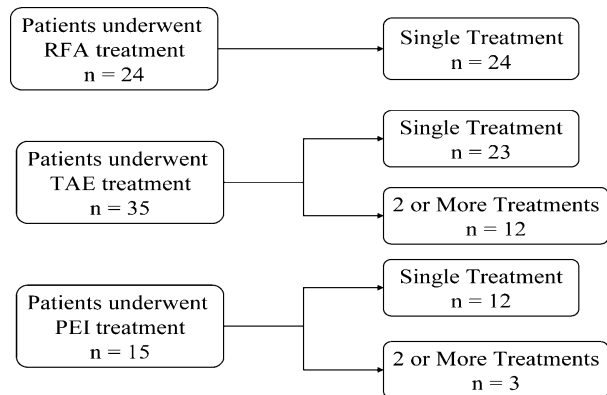 Patients underwent
RFA treatment
n = 24
Single Treatment
n = 24
Patients underwent
TAE treatment
n = 35
Single Treatment
n = 23
2 or More Treatments
n = 12
Patients underwent
PEI treatment
n = 15
Single Treatment
n = 12
2 or More Treatments
n = 3